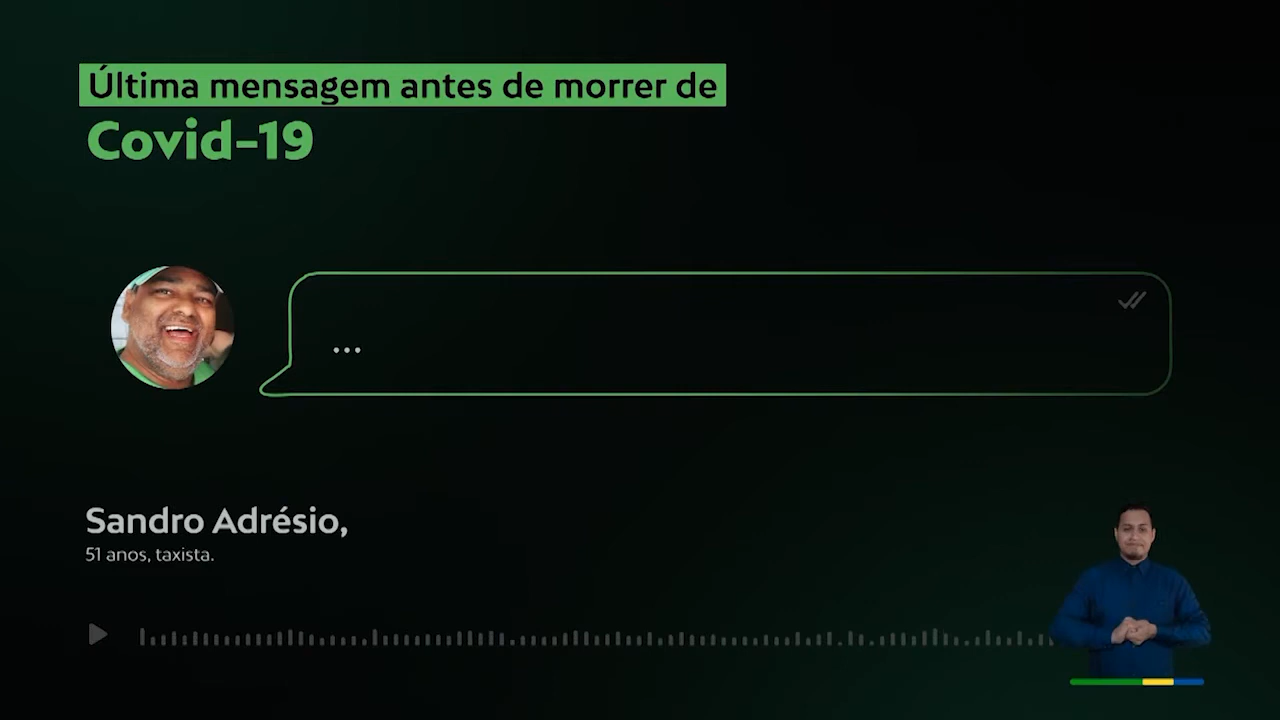 Última mensagem antes de morrer de
Covid-19
...
Sandro Adrésio,
51 anos, taxista.